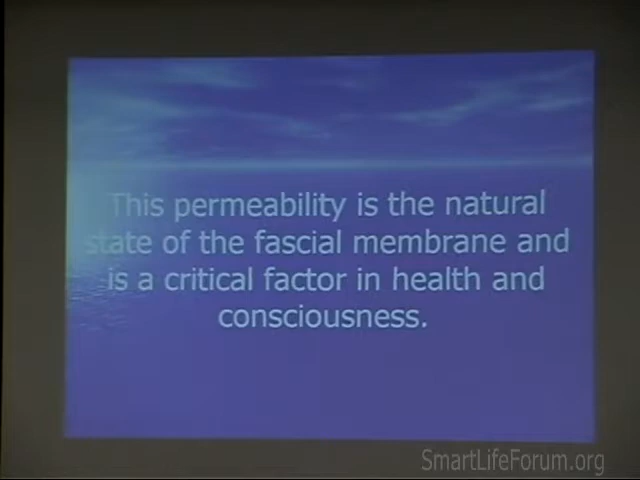 This permeability is the natural
state of the fascial membrane and
is a critical factor in health and
consciousness.
SmartLifeForum.org